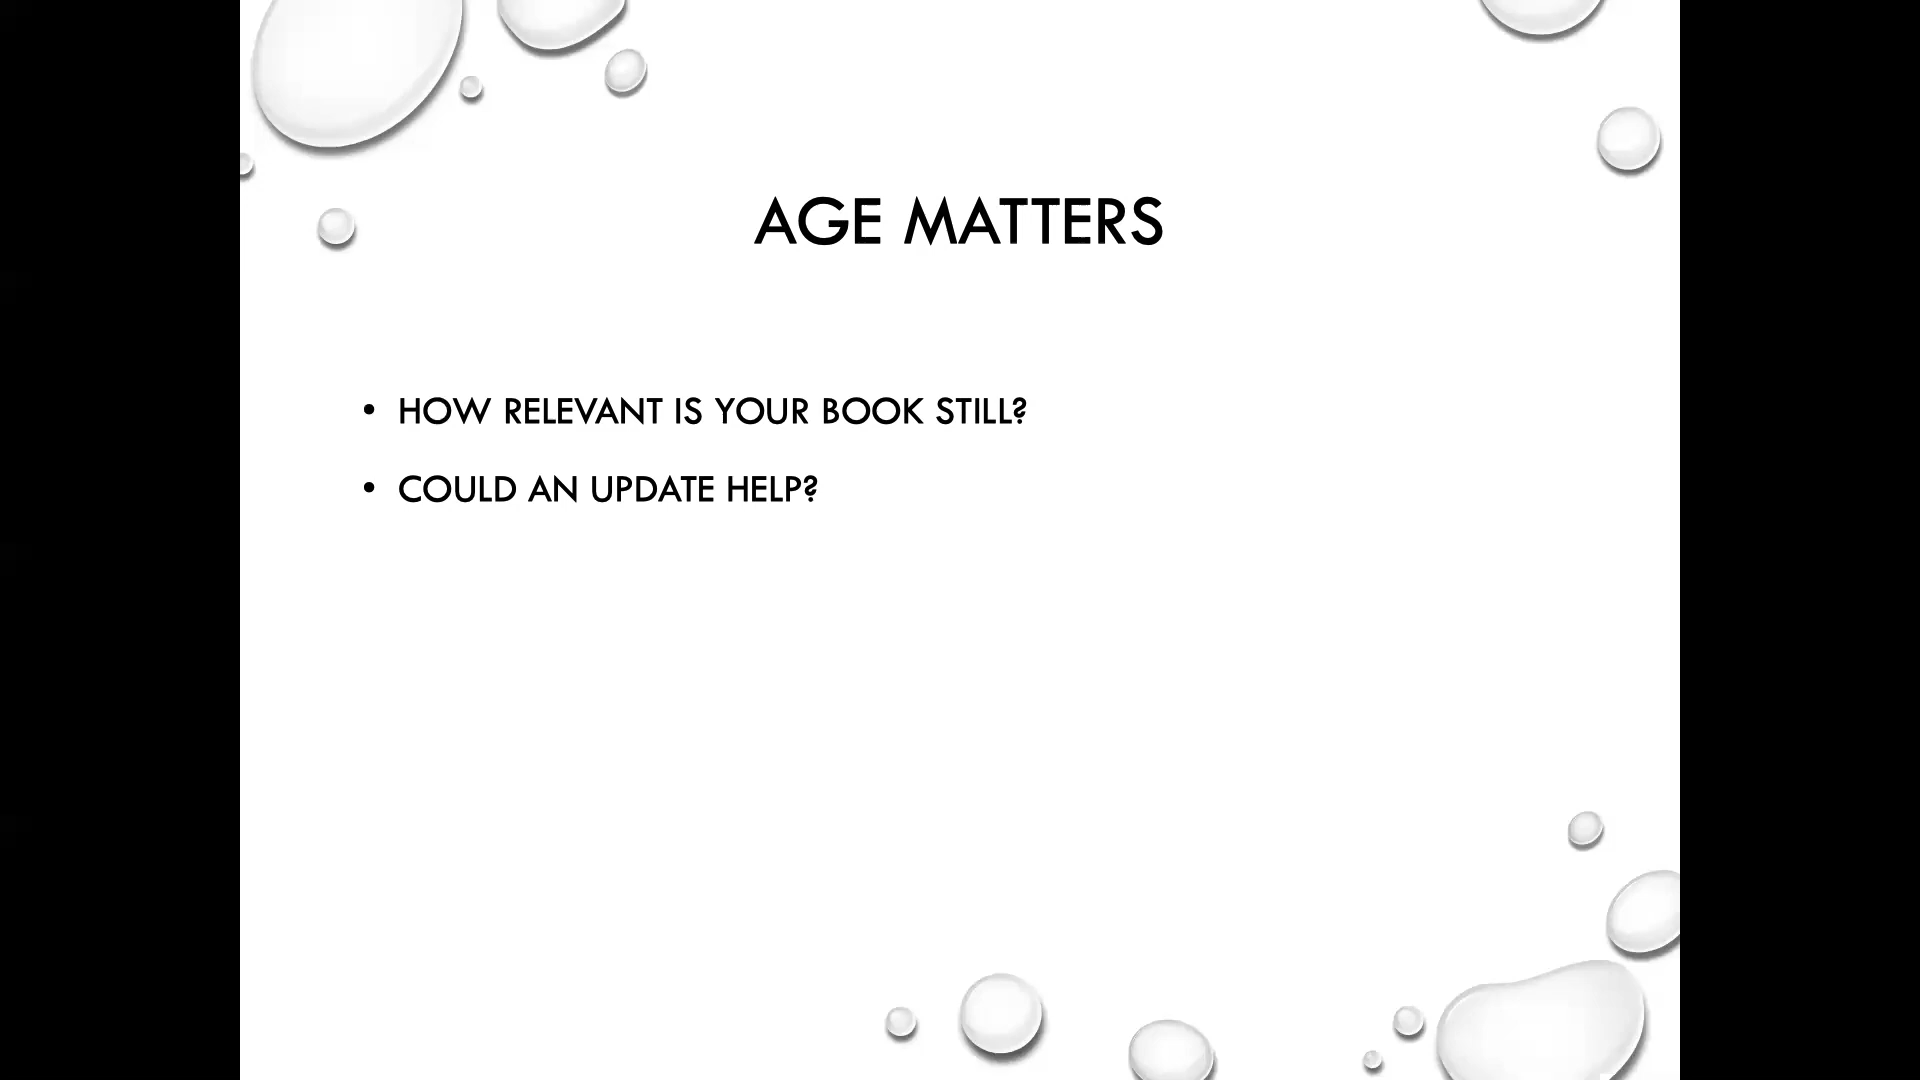 AGE MATTERS
• HOW RELEVANT IS YOUR BOOK STILL?
• COULD AN UPDATE HELP?